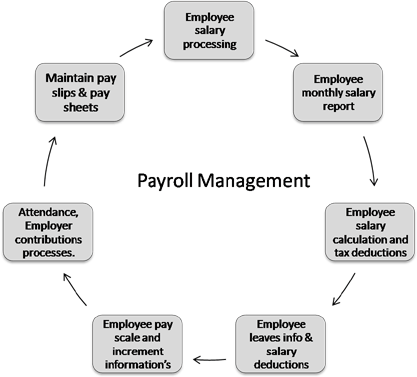 Employee
salary
processing
Employee
monthly salary
report
Employee
salary
calculation and
tax deductions
Employee
leaves info &
salary
deductions
Employee pay
scale and
increment
information's
Attendance,
Employer
contributions
processes.
Maintain pay
slips & pay
sheets
Payroll Management